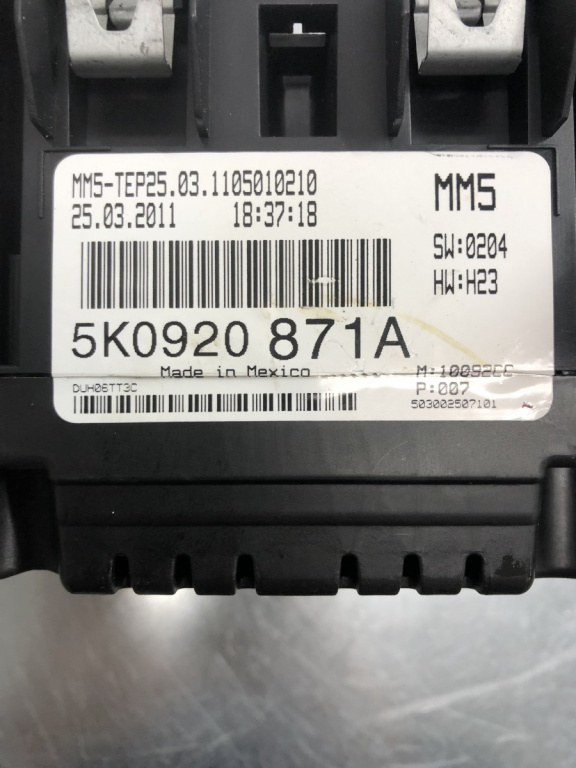 MM5-TEP25.03.1105010210
25.03.2011 18:37:18
MM5
SW:0204
HW:H23
5K0920 871A
Made in Mexico
DUH06TT3C
M:10092CC
P:007
503002507101